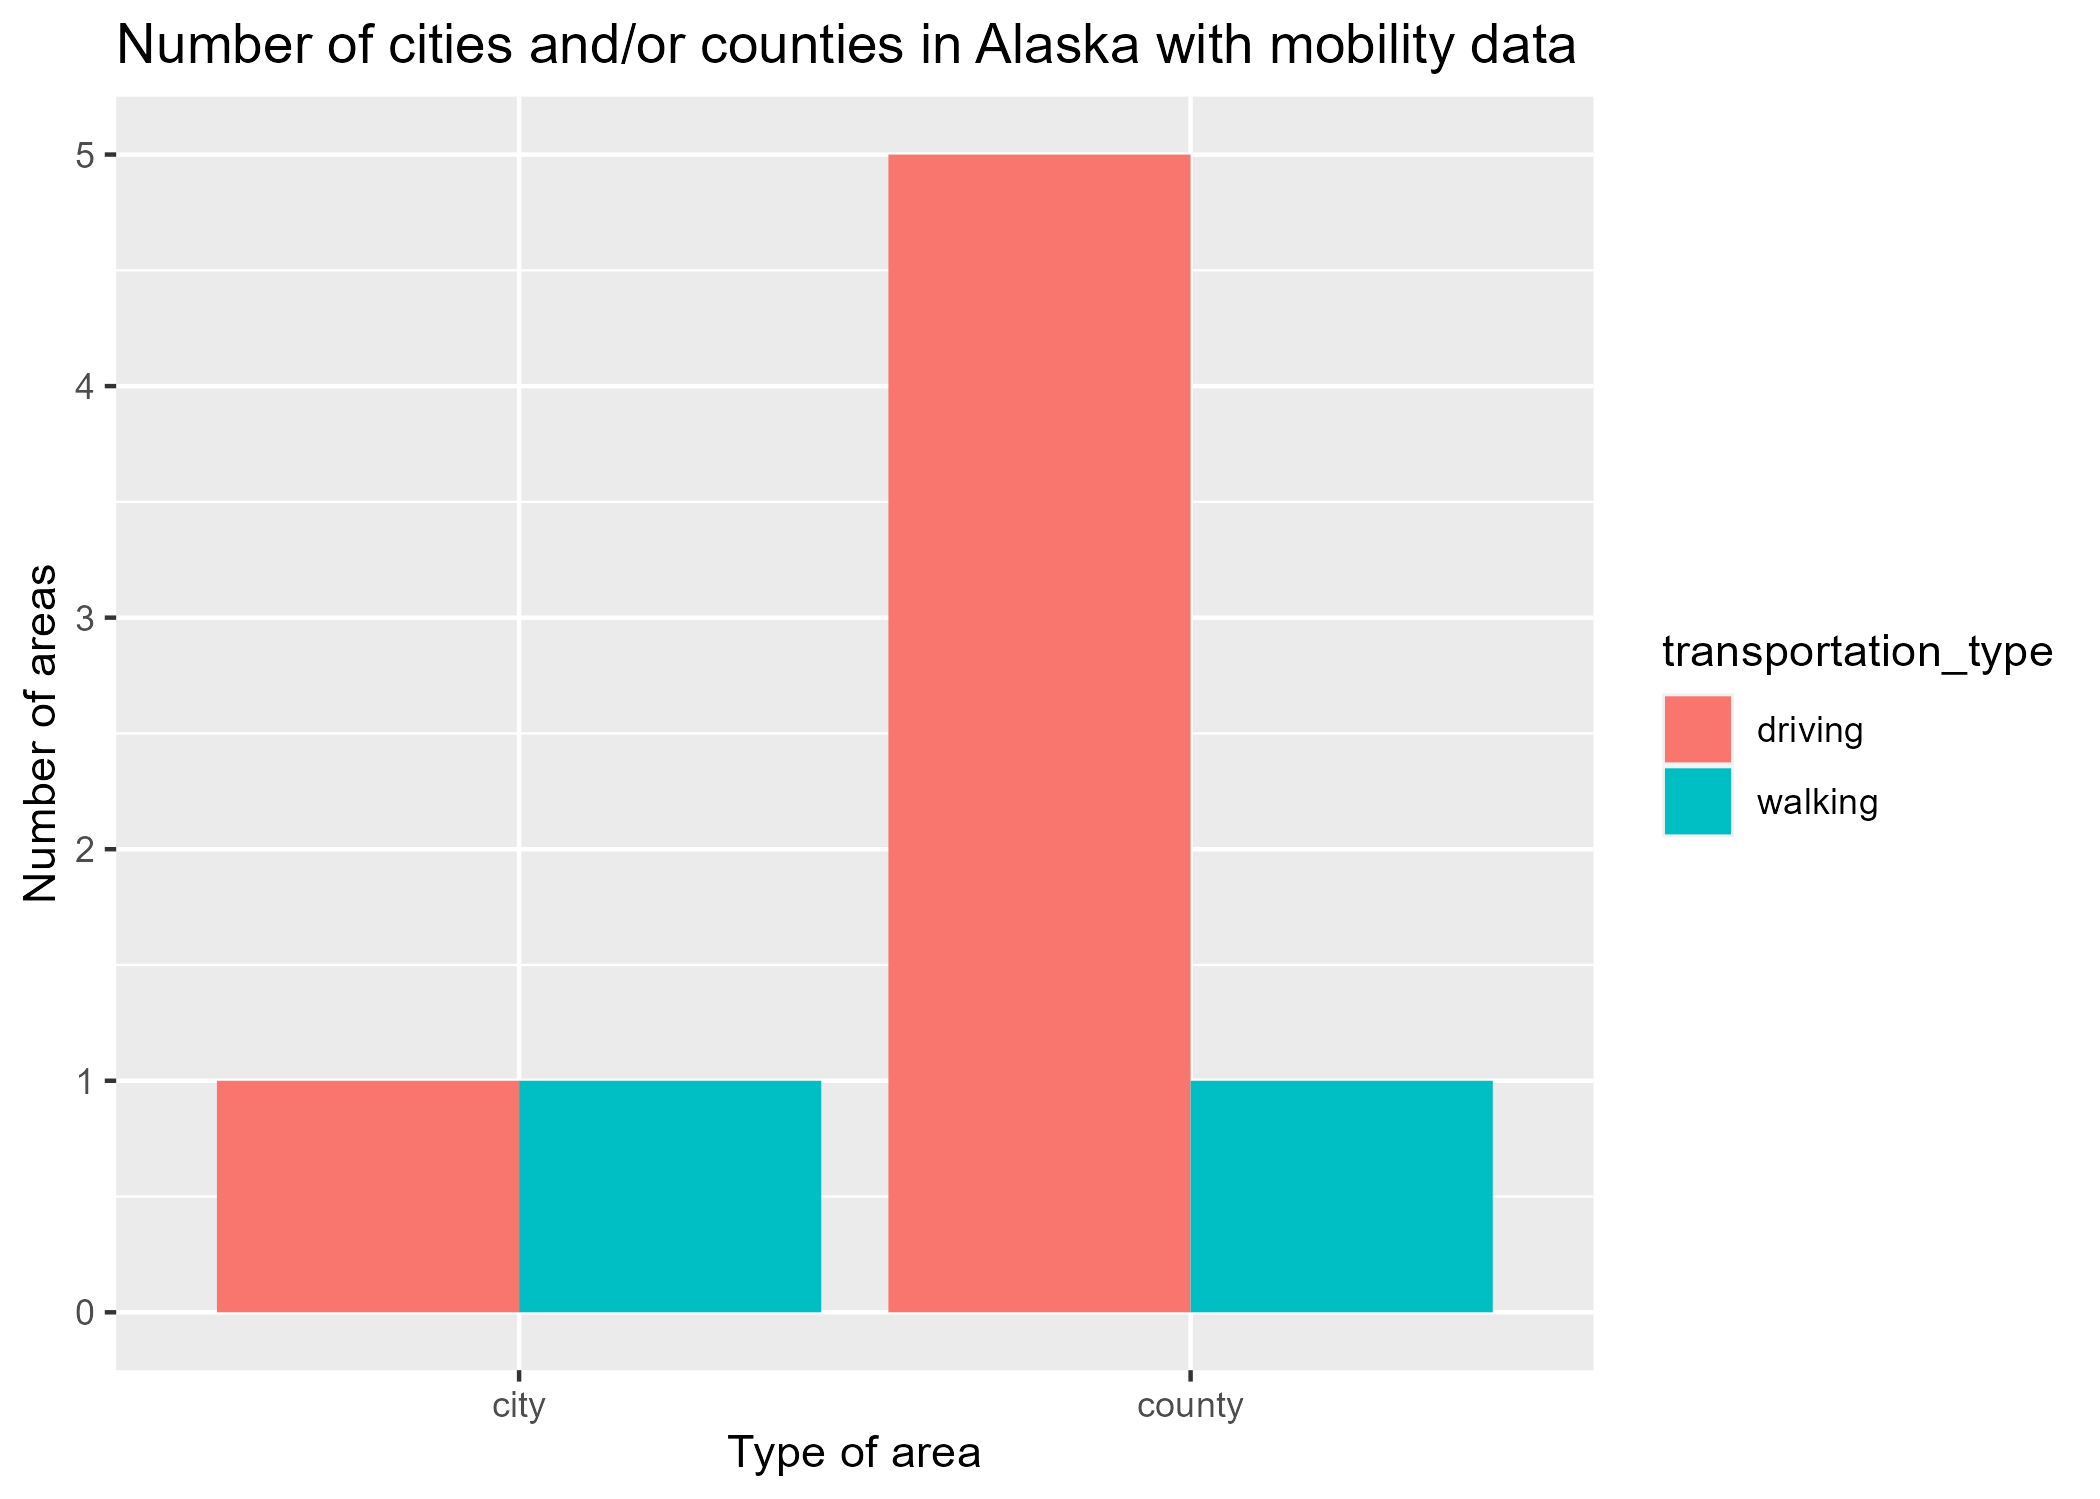 Number of cities and/or counties in Alaska with mobility data
Number of areas
5
4
3
2
1
0
city
county
Type of area
transportation_type
driving
walking